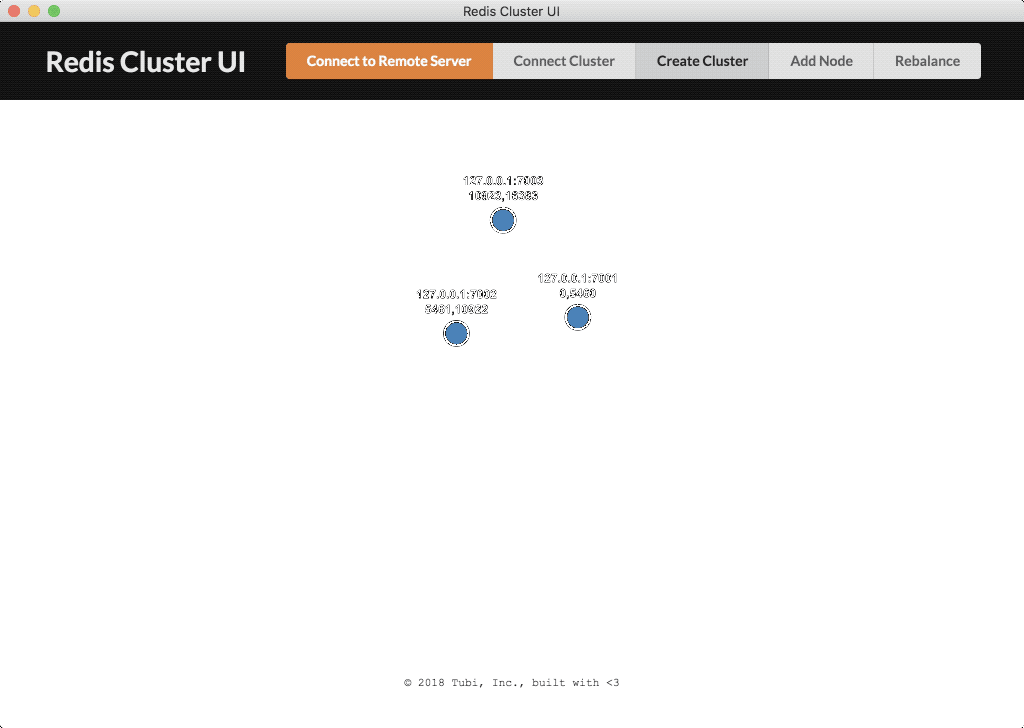 Redis Cluster UI
Redis Cluster UI
Connect to Remote Server
Connect Cluster
Create Cluster
Add Node
Rebalance
127.0.0.1:7003
10923,16383
127.0.0.1:7001
0,5460
127.0.0.1:7002
5461,10922
© 2018 Tubi, Inc., built with <3